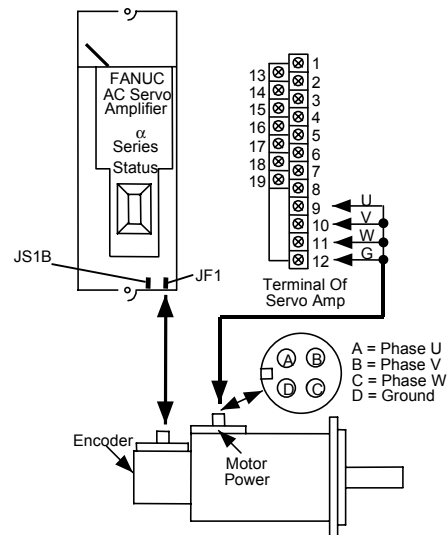 FANUC
AC Servo
Amplifier
α
Series
Status
JS1B
JF1
13
14
15
16
17
18
19
1
2
3
4
5
6
7
8
9
10
11
12
U
V
W
G
Terminal Of
Servo Amp
A
B
D
C
A = Phase U
B = Phase V
C = Phase W
D = Ground
Encoder
Motor
Power